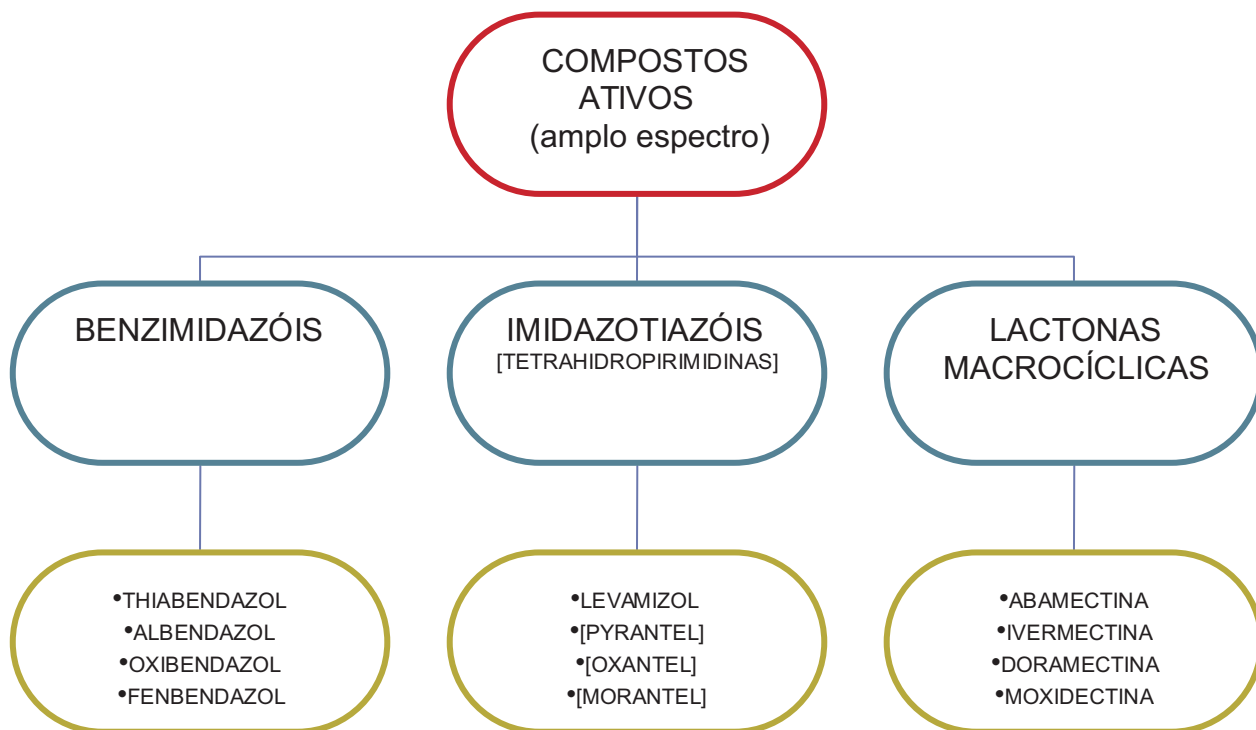 COMPOSTOS
ATIVOS
(amplo espectro)
BENZIMIDAZÓIS
IMIDAZOTIAZÓIS
[TETRAHIDROPIRIMIDINAS]
LACTONAS
MACROCÍCLICAS
•THIABENDAZOL
•ALBENDAZOL
•OXIBENDAZOL
•FENBENDAZOL
•LEVAMIZOL
•[PYRANTEL]
•[OXANTEL]
•[MORANTEL]
•ABAMECTINA
•IVERMECTINA
•DORAMECTINA
•MOXIDECTINA